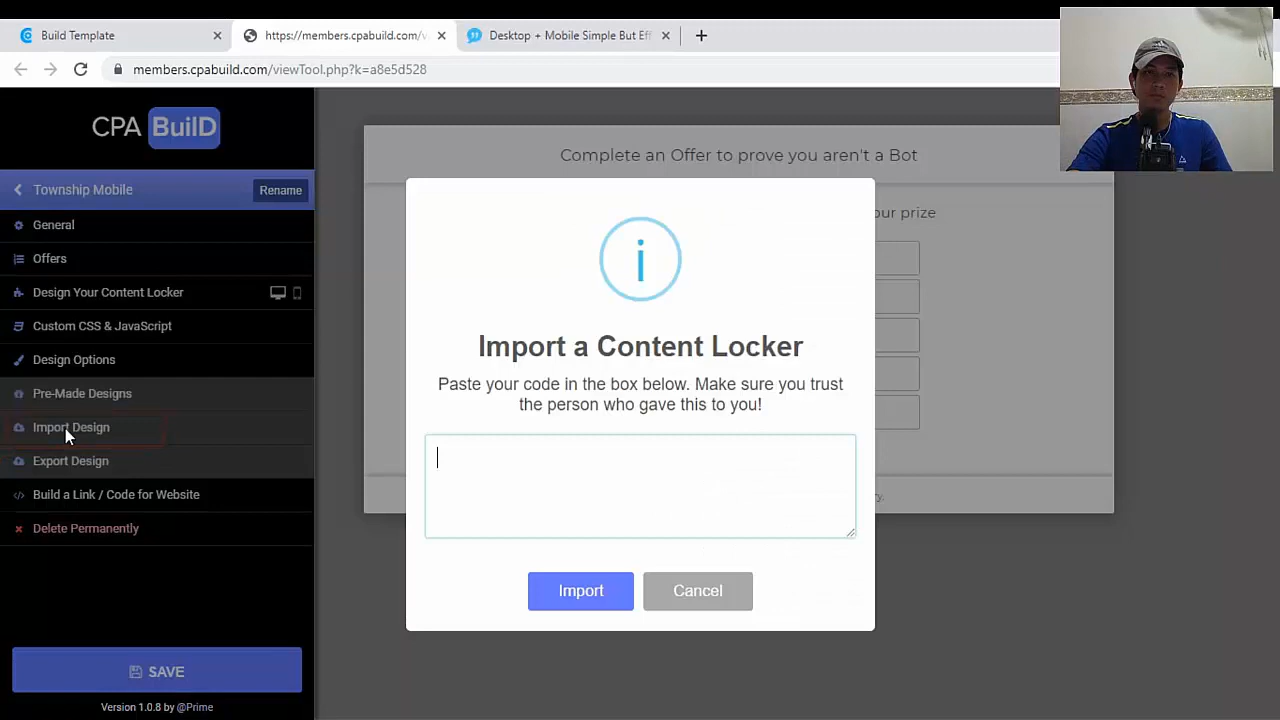 Build Template
https://members.cpabuild.com/v
Desktop + Mobile Simple But Eff
members.cpabuild.com/viewTool.php?k=a8e5d528
CPA BuilD
Township Mobile
Rename
General
Offers
Design Your Content Locker
Custom CSS & JavaScript
Design Options
Pre-Made Designs
Import Design
Export Design
Build a Link / Code for Website
Delete Permanently
SAVE
Version 1.0.8 by @Prime
Complete an Offer to prove you aren't a Bot
our prize
Import a Content Locker
Paste your code in the box below. Make sure you trust
the person who gave this to you!
Import
Cancel